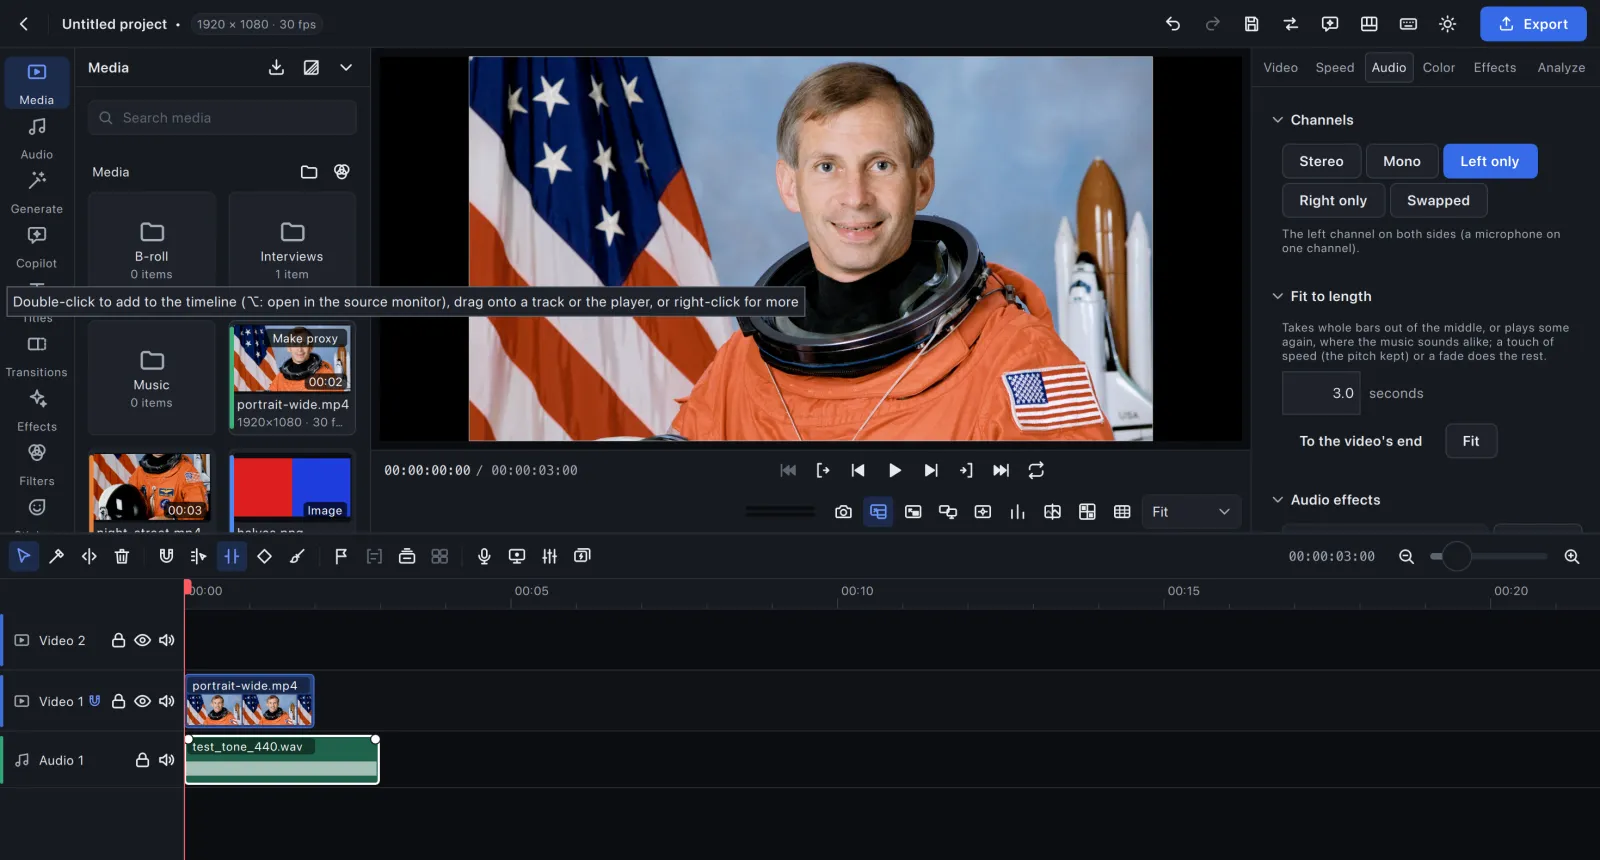 Untitled project •
1920 × 1080 · 30 fps
Export
Media
Audio
Generate
Copilot
Titles
Transitions
Effects
Filters
Media
Search media
Media
B-roll
0 items
Interviews
1 item
Double-click to add to the timeline (⌥: open in the source monitor), drag onto a track or the player, or right-click for more
Music
0 items
Make proxy
00:02
portrait-wide.mp4
1920×1080 · 30 f…
00:03
night-street.mp4
Image
halves.png
USA
00:00:00:00 / 00:00:03:00
Fit
Video
Speed
Audio
Color
Effects
Analyze
Channels
Stereo
Mono
Left only
Right only
Swapped
The left channel on both sides (a microphone on
one channel).
Fit to length
Takes whole bars out of the middle, or plays some
again, where the music sounds alike; a touch of
speed (the pitch kept) or a fade does the rest.
3.0 seconds
To the video's end
Fit
Audio effects
00:00:03:00
00:00
00:05
00:10
00:15
00:20
Video 2
Video 1
portrait-wide.mp4
Audio 1
test_tone_440.wav